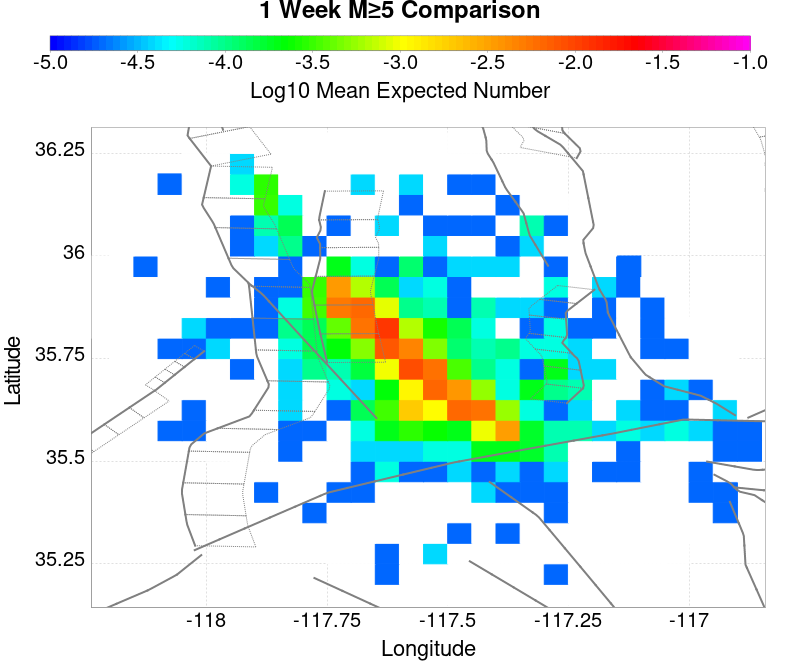 1 Week M≥5 Comparison
-5.0 -4.5 -4.0 -3.5 -3.0 -2.5 -2.0 -1.5 -1.0
Log10 Mean Expected Number
36.25
36
35.75
35.5
35.25
Latitude
-118 -117.75 -117.5 -117.25 -117
Longitude